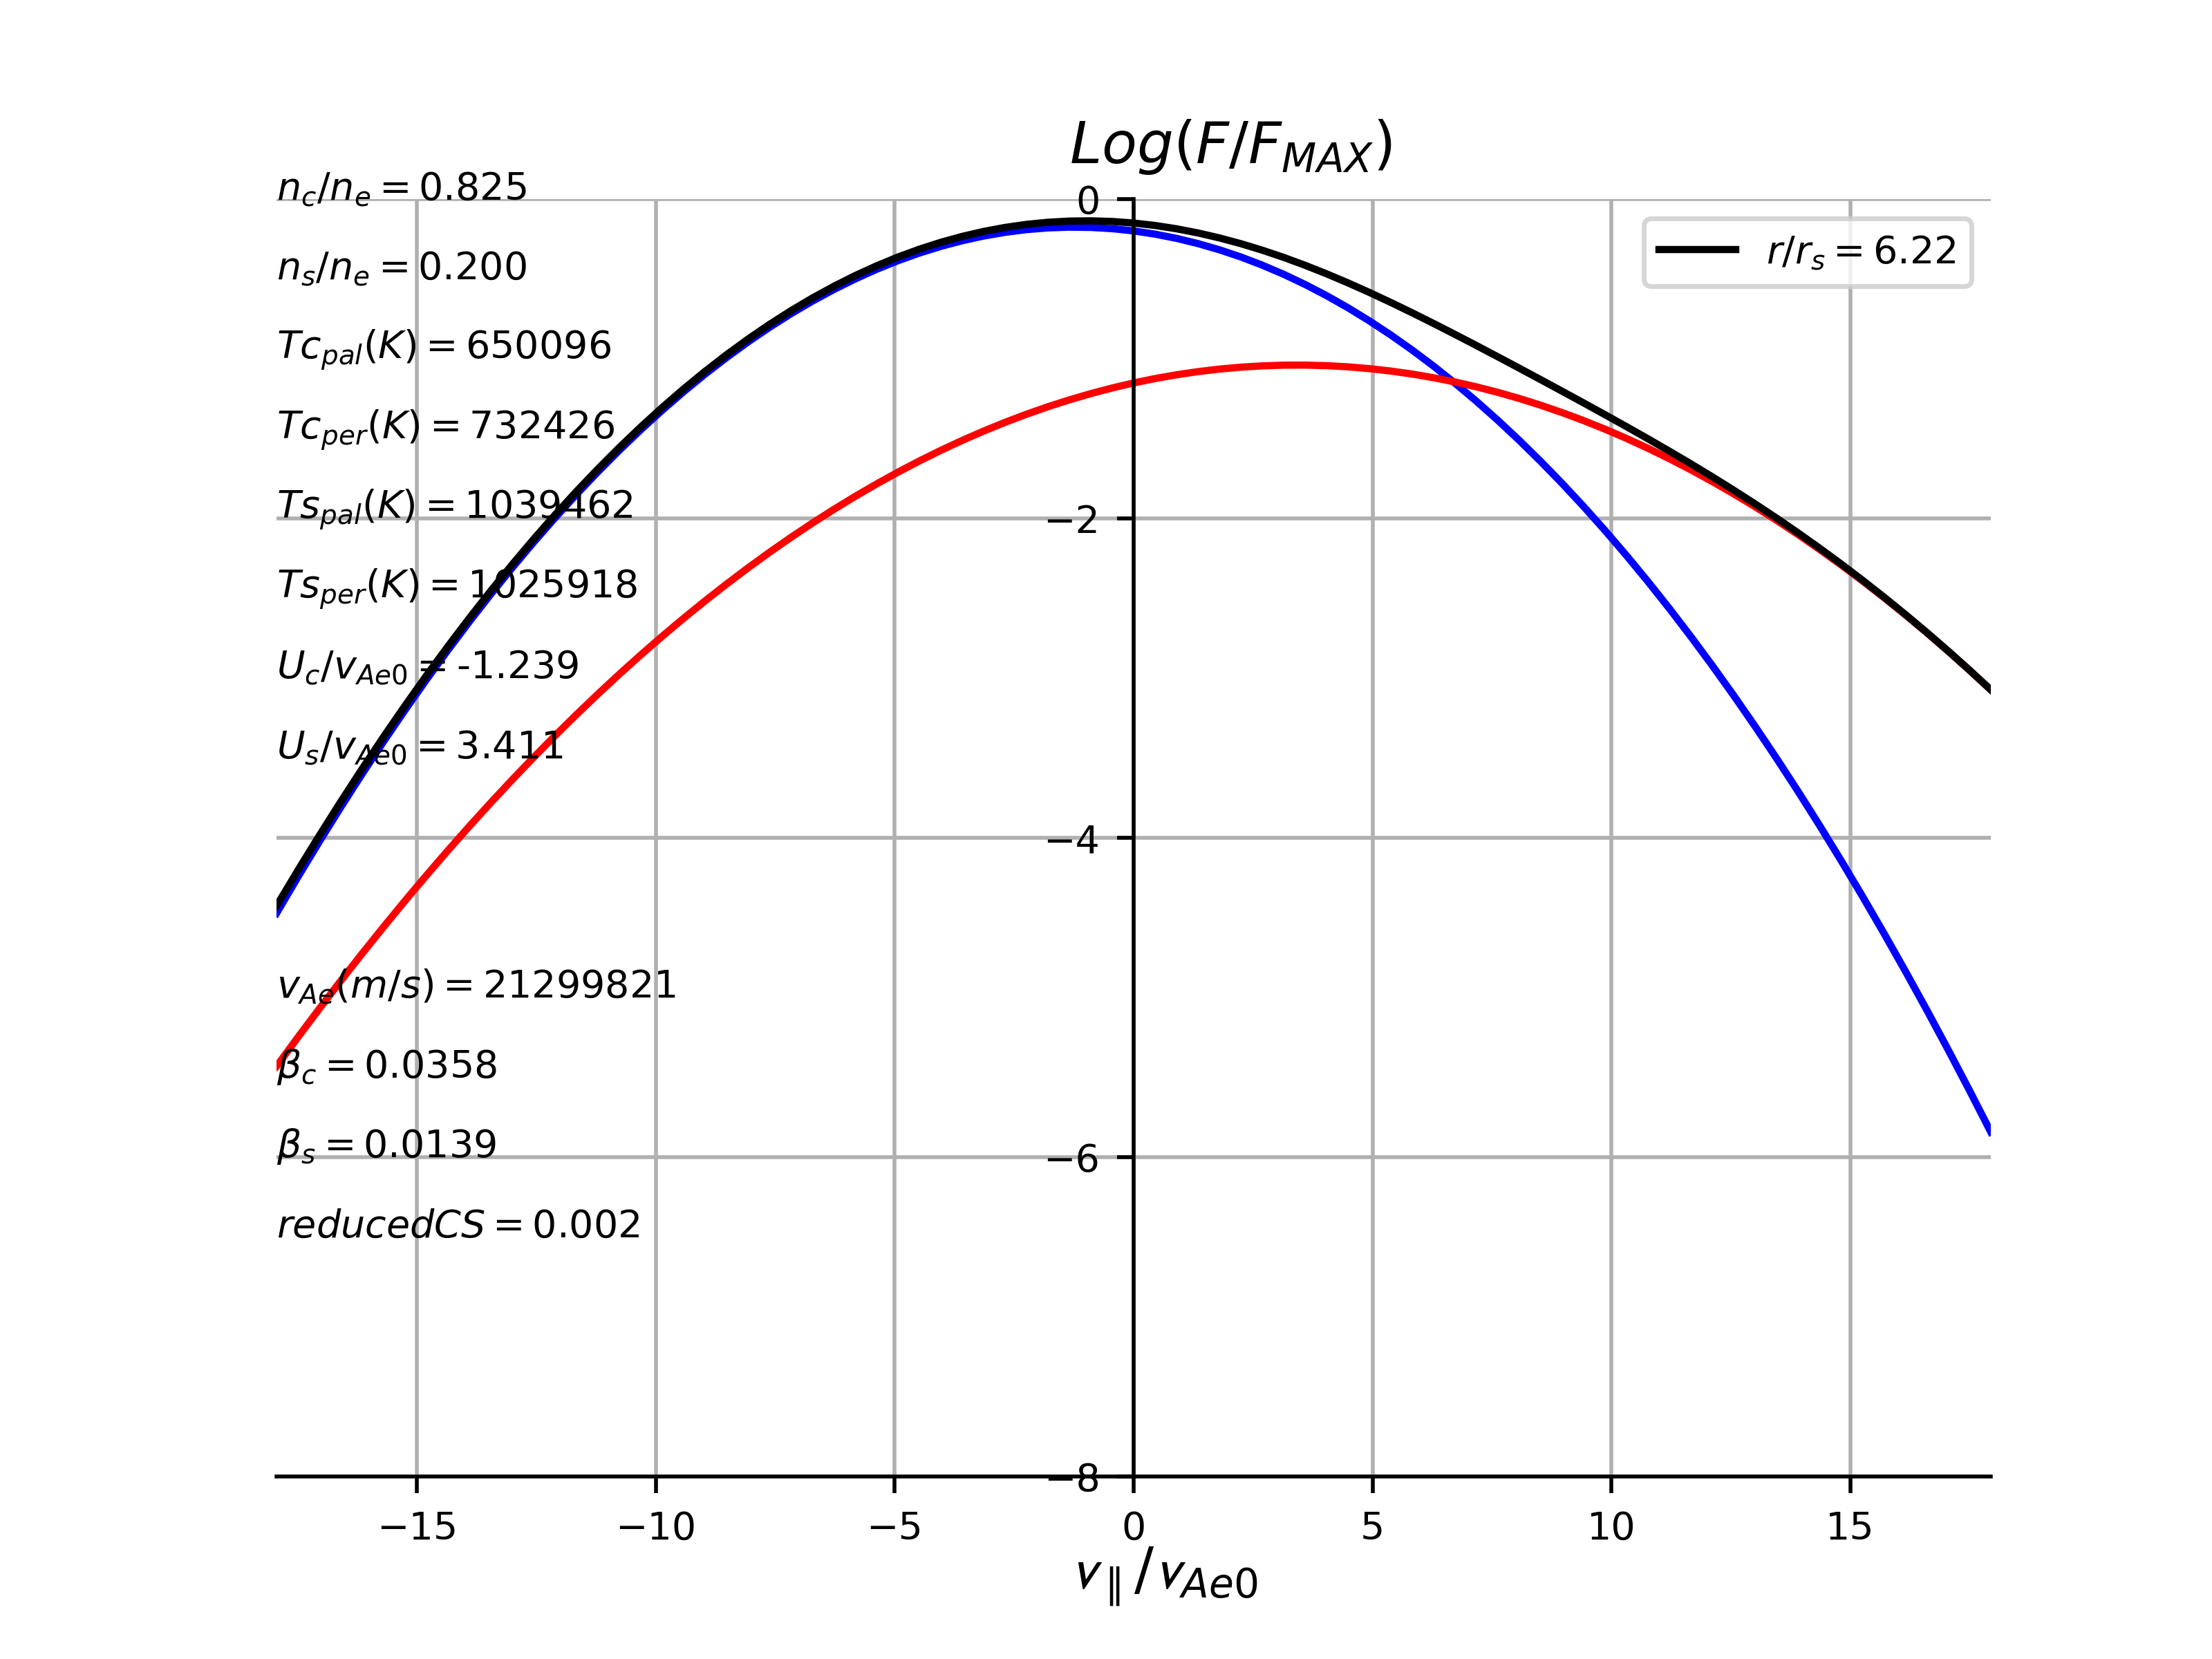 Log(F/F_MAX)
n_c/n_e = 0.825
n_s/n_e = 0.200
Tc_pal(K) = 650096
Tc_per(K) = 732426
Ts_pal(K) = 1039462
Ts_per(K) = 1025918
U_c/v_Ae0 = -1.239
U_s/v_Ae0 = 3.411
v_Ae(m/s) = 21299821
β_c = 0.0358
β_s = 0.0139
reducedCS = 0.002
r/r_s = 6.22
0
−2
−4
−6
−8
−15 −10 −5 0 5 10 15
v_∥/v_Ae0